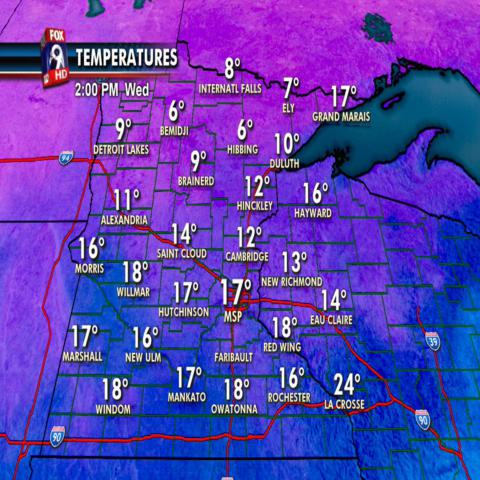 FOX
9
HD
TEMPERATURES
2:00 PM Wed
8°
INTERNATL FALLS
7°
ELY
17°
GRAND MARAIS
6°
BEMIDJI
9°
DETROIT LAKES
6°
HIBBING
10°
DULUTH
94
9°
BRAINERD
12°
HINCKLEY
16°
HAYWARD
11°
ALEXANDRIA
14°
SAINT CLOUD
12°
CAMBRIDGE
16°
MORRIS
18°
WILLMAR
13°
NEW RICHMOND
17°
HUTCHINSON
17°
MSP
14°
EAU CLAIRE
18°
RED WING
39
17°
MARSHALL
16°
NEW ULM
FARIBAULT
18°
WINDOM
17°
MANKATO
18°
OWATONNA
16°
ROCHESTER
24°
LA CROSSE
90
90